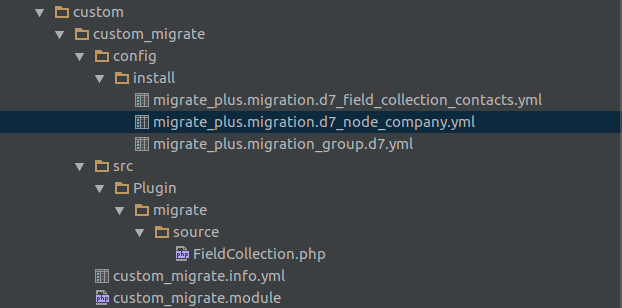 custom
custom_migrate
config
install
migrate_plus.migration.d7_field_collection_contacts.yml
migrate_plus.migration.d7_node_company.yml
migrate_plus.migration_group.d7.yml
src
Plugin
migrate
source
FieldCollection.php
custom_migrate.info.yml
custom_migrate.module